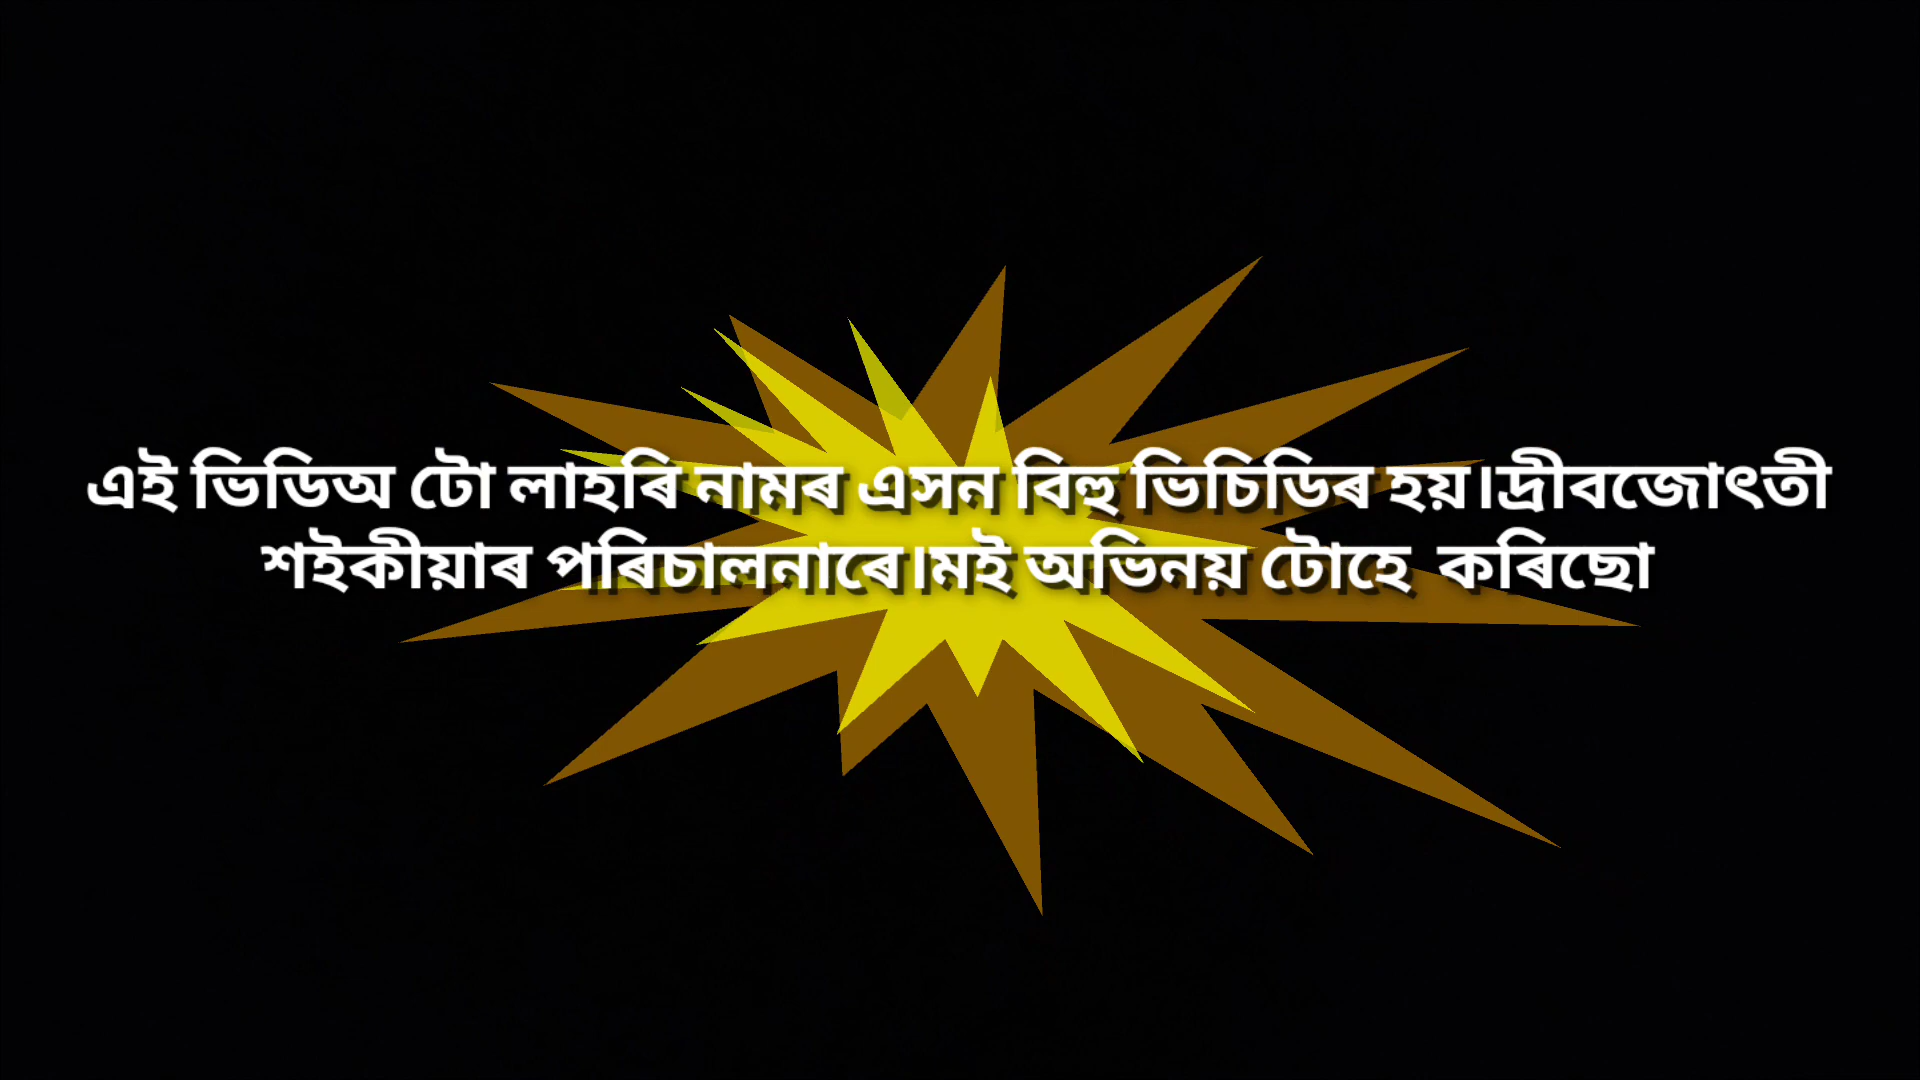 এই ভিডিঅ টো লাহৰি নামৰ এসন বিহু ভিচিডিৰ হয়।দ্ৰীবজোৎতী
শইকীয়াৰ পৰিচালনাৰে।মই অভিনয় টোহে কৰিছো